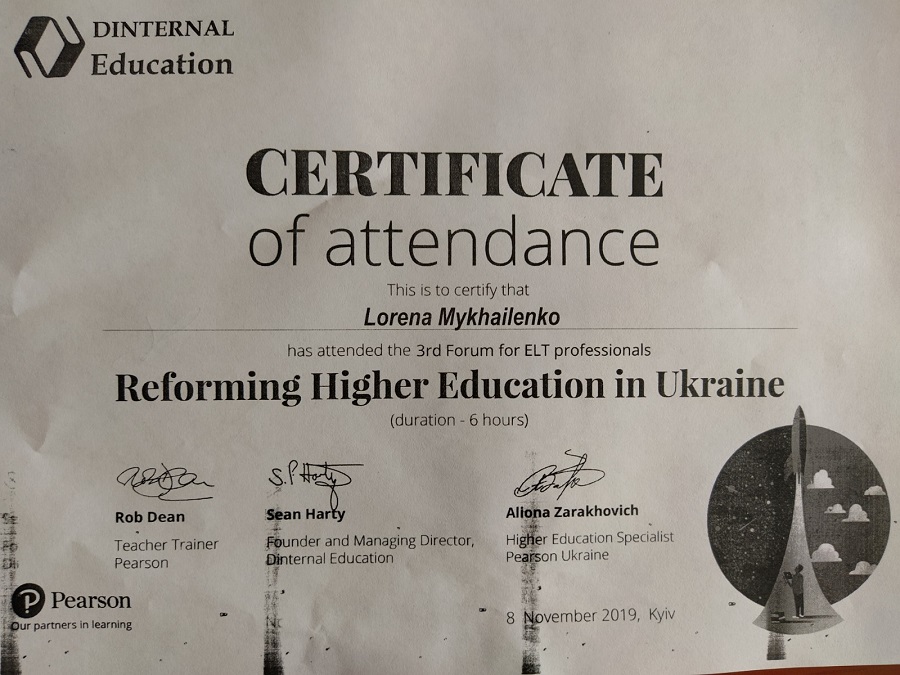 DINTERNAL
Education
CERTIFICATE
of attendance
This is to certify that
Lorena Mykhailenko
has attended the 3rd Forum for ELT professionals
Reforming Higher Education in Ukraine
(duration - 6 hours)
S.P Harty
Rob Dean
Teacher Trainer
Pearson
Sean Harty
Founder and Managing Director,
Dinternal Education
Aliona Zarakhovich
Higher Education Specialist
Pearson Ukraine
P Pearson
Our partners in learning
8 November 2019, Kyiv